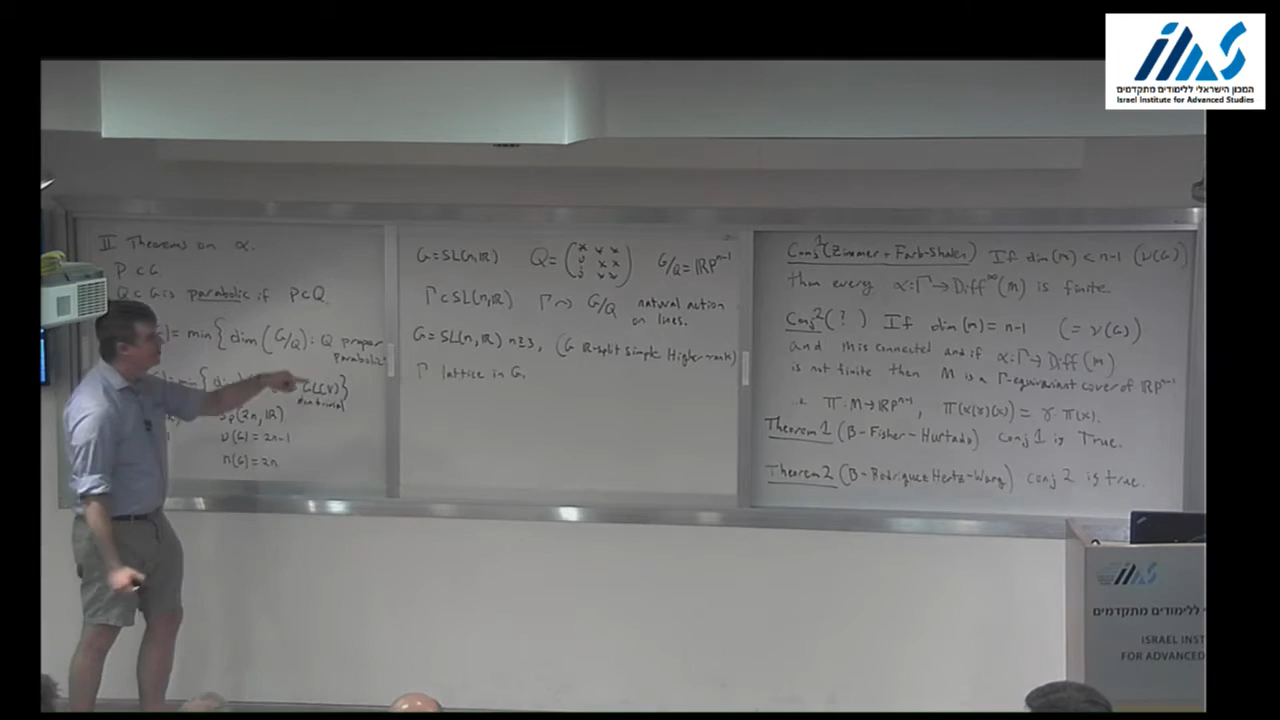 המכון הישראלי ללימודים מתקדמים
Israel Institute for Advanced Studies
II Theorems on α.
P ⊂ G.
Q ⊂ G is parabolic if P ⊂ Q.
= min { dim (G/Q) : Q proper
parabolic
GL(V) }
nontrivial
Sp(2n, ℝ).
ν(G) = 2n-1
n(G) = 2n
G = SL(n, ℝ) Q = G/Q = ℝP^{n-1}
Γ ⊂ SL(n, ℝ) Γ ↷ G/Q natural action
on lines.
G = SL(n, ℝ) n ≥ 3, (G ℝ-split simple Higher-rank)
Γ lattice in G.
Conj 1 (Zimmer + Farb-Shalen) If dim(M) < n-1 (ν(G))
then every α: Γ → Diff^∞(M) is finite.
Conj 2 (?) If dim(M) = n-1 (= ν(G))
and M is connected and if α: Γ → Diff(M)
is not finite then M is a Γ-equivariant cover of ℝP^{n-1}
π: M → ℝP^{n-1}, π(α(γ)(x)) = γ · π(x).
Theorem 1 (B-Fisher-Hurtado) conj 1 is True.
Theorem 2 (B-Rodriguez Hertz-Wang) conj 2 is true.
ללימודים מתקדמים
ISRAEL INST
FOR ADVANCED